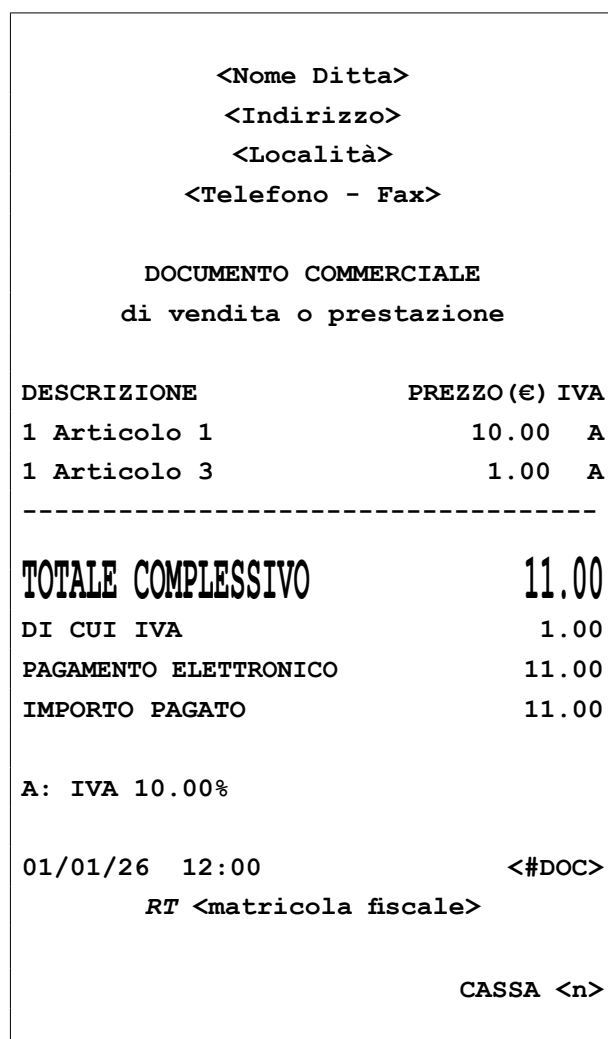 <Nome Ditta>
<Indirizzo>
<Località>
<Telefono - Fax>
DOCUMENTO COMMERCIALE
di vendita o prestazione
DESCRIZIONE PREZZO(€) IVA
1 Articolo 1 10.00 A
1 Articolo 3 1.00 A
------------------------------------
TOTALE COMPLESSIVO 11.00
DI CUI IVA 1.00
PAGAMENTO ELETTRONICO 11.00
IMPORTO PAGATO 11.00
A: IVA 10.00%
01/01/26 12:00 <#DOC>
RT <matricola fiscale>
CASSA <n>